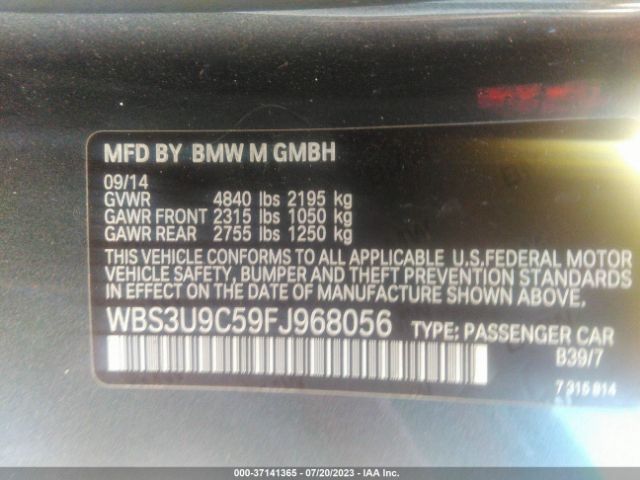 MFD BY BMW M GMBH
09/14
GVWR 4840 lbs 2195 kg
GAWR FRONT 2315 lbs 1050 kg
GAWR REAR 2755 lbs 1250 kg
THIS VEHICLE CONFORMS TO ALL APPLICABLE U.S.FEDERAL MOTOR
VEHICLE SAFETY, BUMPER AND THEFT PREVENTION STANDARDS
IN EFFECT ON THE DATE OF MANUFACTURE SHOWN ABOVE.
WBS3U9C59FJ968056 TYPE: PASSENGER CAR
B39/7
7 315 814
000-37141365 - 07/20/2023 - IAA Inc.